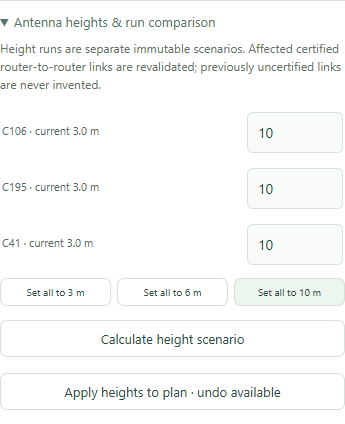 ▼ Antenna heights & run comparison
Height runs are separate immutable scenarios. Affected certified
router-to-router links are revalidated; previously uncertified links
are never invented.
C106 · current 3.0 m
10
C195 · current 3.0 m
10
C41 · current 3.0 m
10
Set all to 3 m
Set all to 6 m
Set all to 10 m
Calculate height scenario
Apply heights to plan · undo available